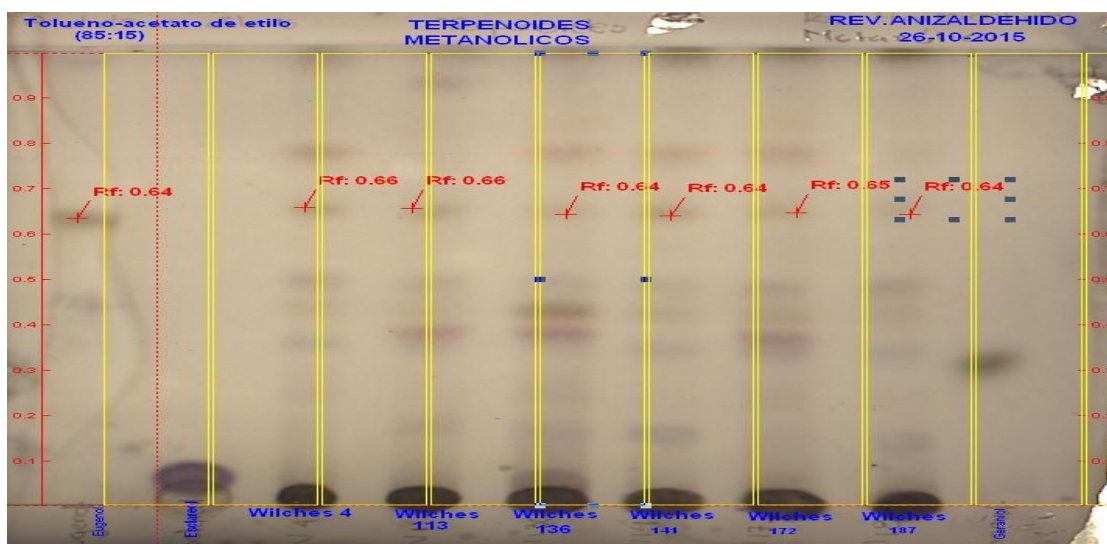 Tolueno-acetato de etilo
(85:15)
TERPENOIDES
METANOLICOS
REV.ANIZALDEHIDO
26-10-2015
0.9
0.8
0.7
0.6
0.5
0.4
0.3
0.2
0.1
Rf: 0.64
Rf: 0.66
Rf: 0.66
Rf: 0.64
Rf: 0.64
Rf: 0.65
Rf: 0.64
Eugenol
Wilches 4
Wilches
113
Wilches
136
Wilches
141
Wilches
172
Wilches
187
Geraniol